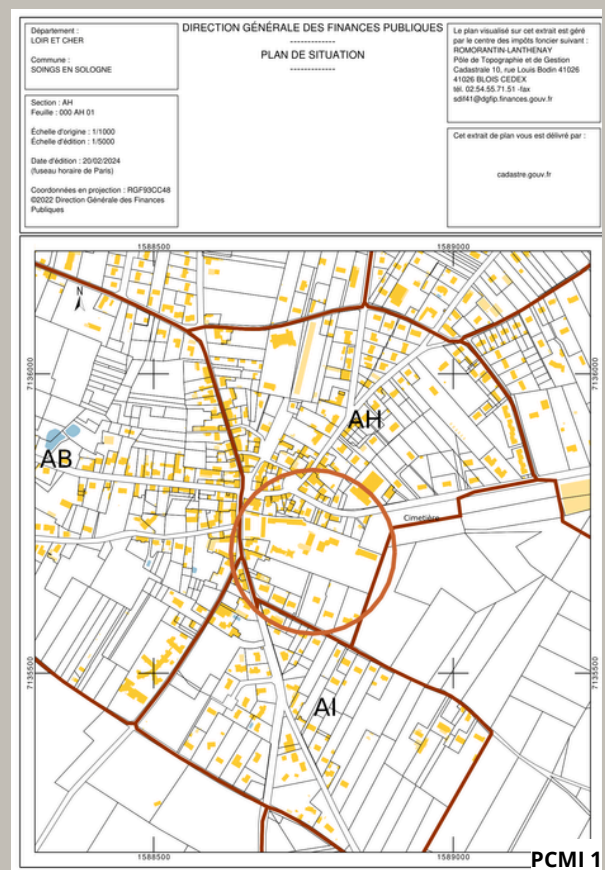 Département :
LOIR ET CHER
Commune :
SOINGS EN SOLOGNE
Section : AH
Feuille : 000 AH 01
Échelle d'origine : 1/1000
Échelle d'édition : 1/5000
Date d'édition : 20/02/2024
(fuseau horaire de Paris)
Coordonnées en projection : RGF93CC48
©2022 Direction Générale des Finances
Publiques
DIRECTION GÉNÉRALE DES FINANCES PUBLIQUES
-------------
PLAN DE SITUATION
-------------
Le plan visualisé sur cet extrait est géré
par le centre des impôts foncier suivant :
ROMORANTIN-LANTHENAY
Pôle de Topographie et de Gestion
Cadastrale 10, rue Louis Bodin 41026
41026 BLOIS CEDEX
tél. 02.54.55.71.51 -fax
sdif41@dgfip.finances.gouv.fr
Cet extrait de plan vous est délivré par :
cadastre.gouv.fr
1588500
1589000
N
7136000
7136000
AH
AB
Cimetière
7135500
7135500
AI
1588500
1589000
PCMI 1